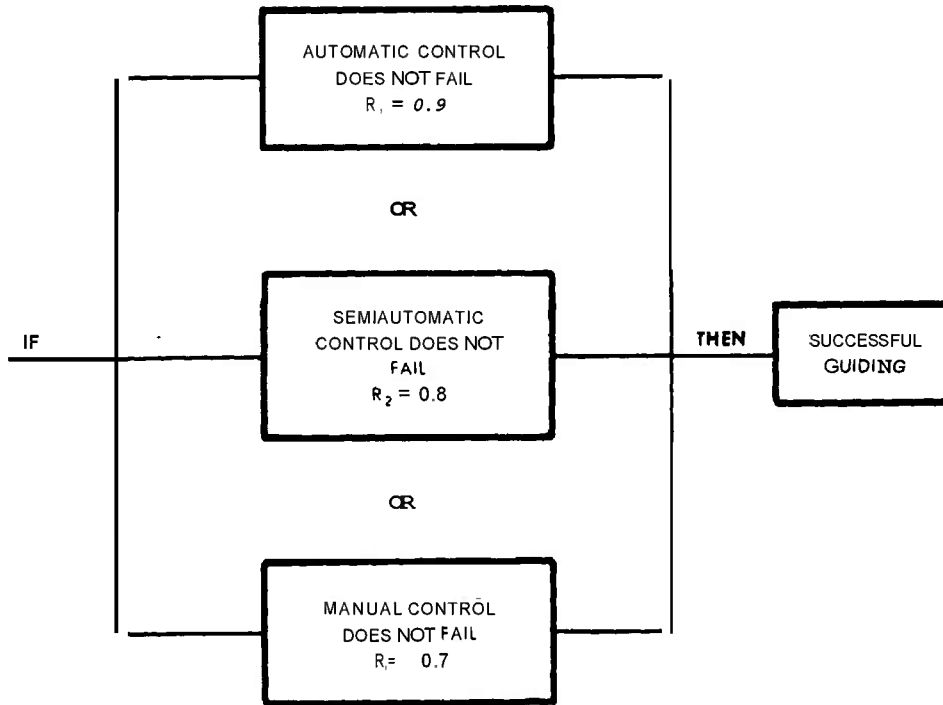 AUTOMATIC CONTROL
DOES NOT FAIL
R₁ = 0.9
OR
IF
SEMIAUTOMATIC
CONTROL DOES NOT
FAIL
R₂ = 0.8
THEN
SUCCESSFUL
GUIDING
OR
MANUAL CONTROL
DOES NOT FAIL
R₁= 0.7